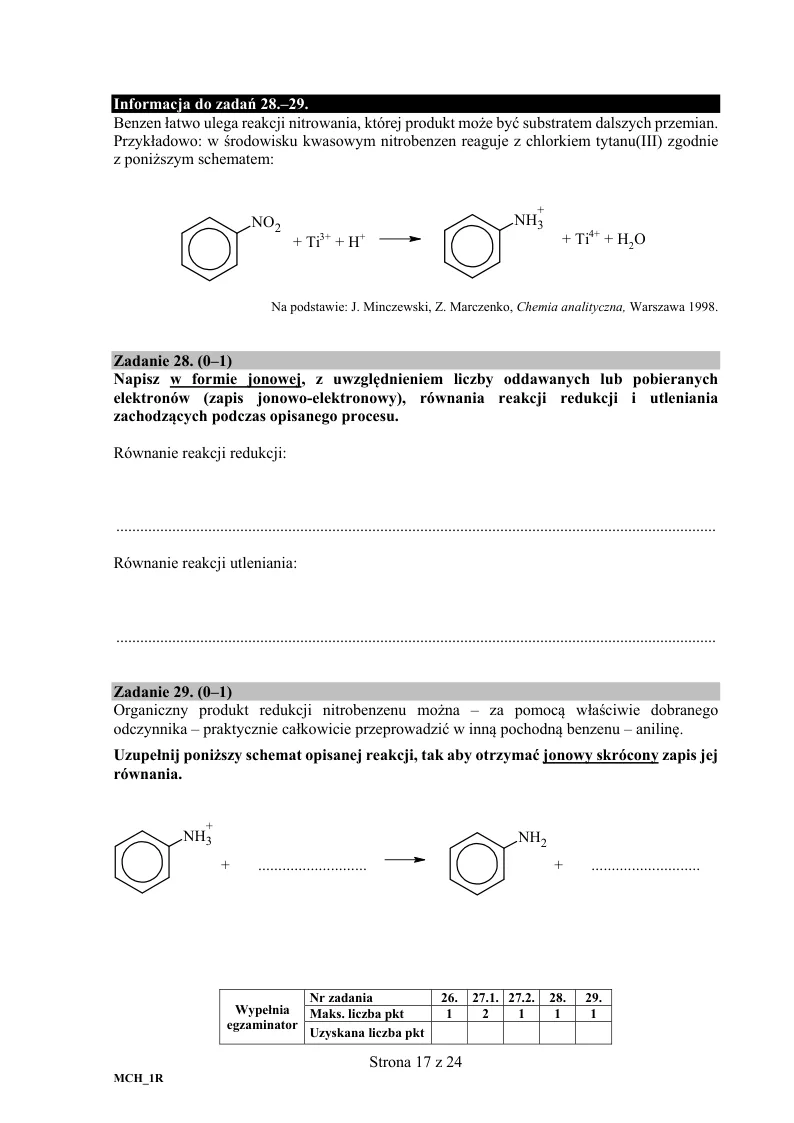 Informacja do zadań 28.–29.
Benzen łatwo ulega reakcji nitrowania, której produkt może być substratem dalszych przemian.
Przykładowo: w środowisku kwasowym nitrobenzen reaguje z chlorkiem tytanu(III) zgodnie
z poniższym schematem:
NO2 + Ti3+ + H+ → NH3+ + Ti4+ + H2O
Na podstawie: J. Minczewski, Z. Marczenko, Chemia analityczna, Warszawa 1998.
Zadanie 28. (0–1)
Napisz w formie jonowej, z uwzględnieniem liczby oddawanych lub pobieranych
elektronów (zapis jonowo-elektronowy), równania reakcji redukcji i utleniania
zachodzących podczas opisanego procesu.
Równanie reakcji redukcji:
......................................................................................................................................................
Równanie reakcji utleniania:
......................................................................................................................................................
Zadanie 29. (0–1)
Organiczny produkt redukcji nitrobenzenu można – za pomocą właściwie dobranego
odczynnika – praktycznie całkowicie przeprowadzić w inną pochodną benzenu – anilinę.
Uzupełnij poniższy schemat opisanej reakcji, tak aby otrzymać jonowy skrócony zapis jej
równania.
NH3+ + ........................... → NH2 + ...........................
Wypełnia egzaminator
Nr zadania 26. 27.1. 27.2. 28. 29.
Maks. liczba pkt 1 2 1 1 1
Uzyskana liczba pkt
Strona 17 z 24
MCH_1R